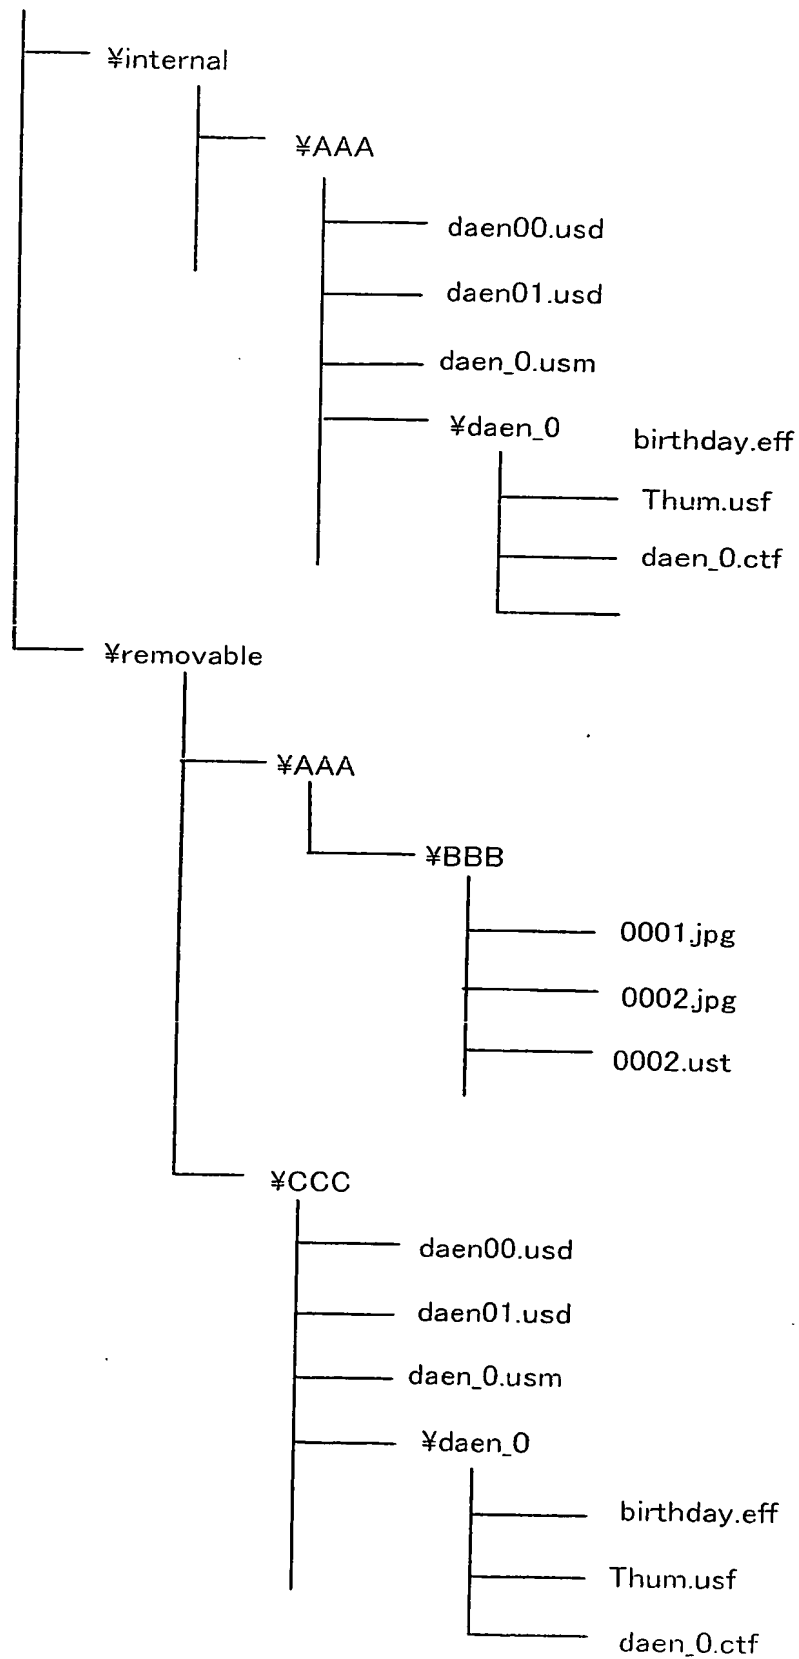 ¥internal
¥AAA
daen00.usd
daen01.usd
daen_0.usm
¥daen_0
birthday.eff
Thum.usf
daen_0.ctf
¥removable
¥AAA
¥BBB
0001.jpg
0002.jpg
0002.ust
¥CCC
daen00.usd
daen01.usd
daen_0.usm
¥daen_0
birthday.eff
Thum.usf
daen_0.ctf